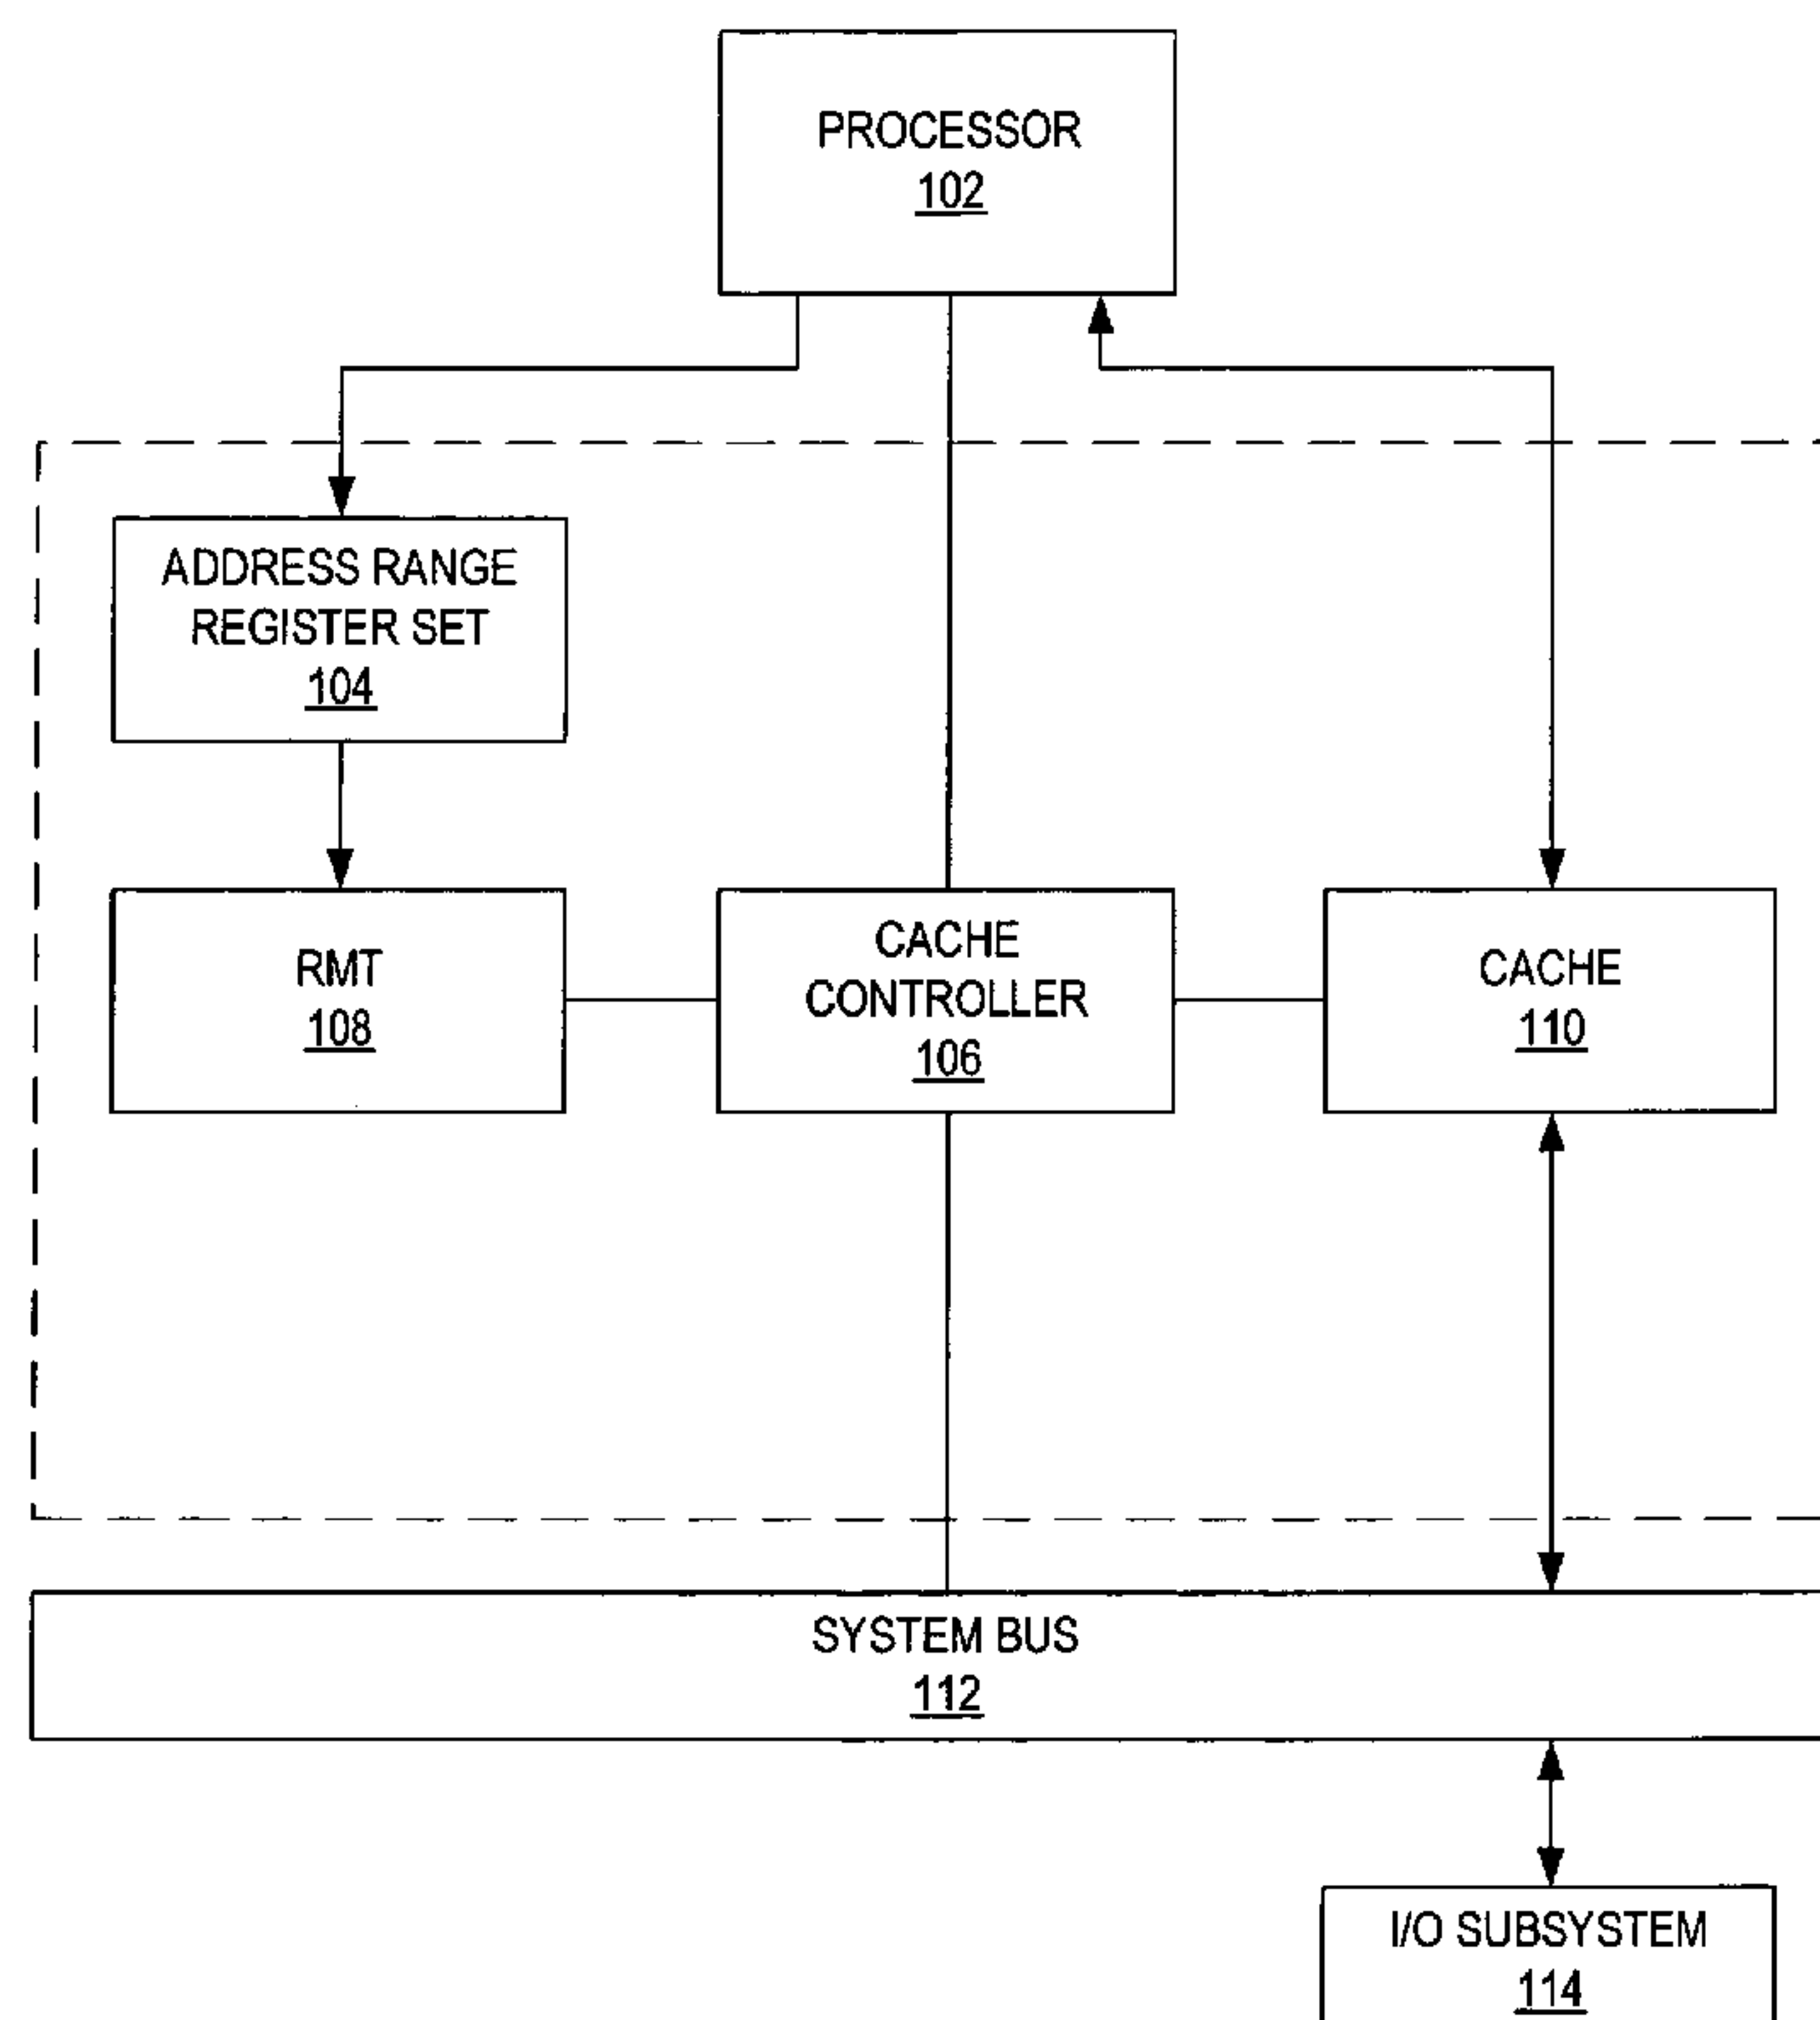 PROCESSOR
102
ADDRESS RANGE
REGISTER SET
104
RMT
108
CACHE
CONTROLLER
106
CACHE
110
SYSTEM BUS
112
I/O SUBSYSTEM
114